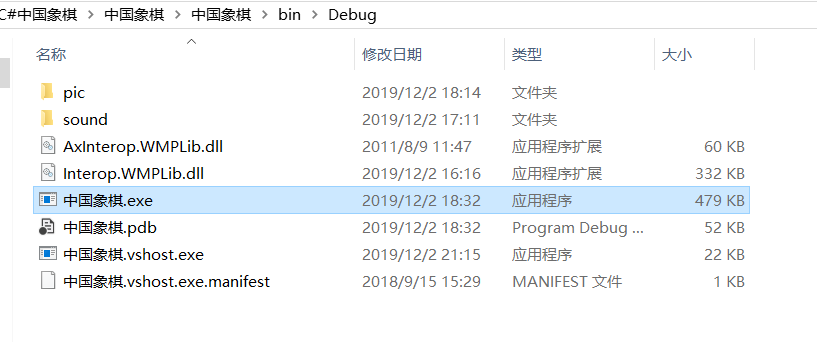 C#中国象棋 > 中国象棋 > 中国象棋 > bin > Debug
名称 修改日期 类型 大小
pic 2019/12/2 18:14 文件夹
sound 2019/12/2 17:11 文件夹
AxInterop.WMPLib.dll 2011/8/9 11:47 应用程序扩展 60 KB
Interop.WMPLib.dll 2019/12/2 16:16 应用程序扩展 332 KB
中国象棋.exe 2019/12/2 18:32 应用程序 479 KB
中国象棋.pdb 2019/12/2 18:32 Program Debug ... 52 KB
中国象棋.vshost.exe 2019/12/2 21:15 应用程序 22 KB
中国象棋.vshost.exe.manifest 2018/9/15 15:29 MANIFEST 文件 1 KB